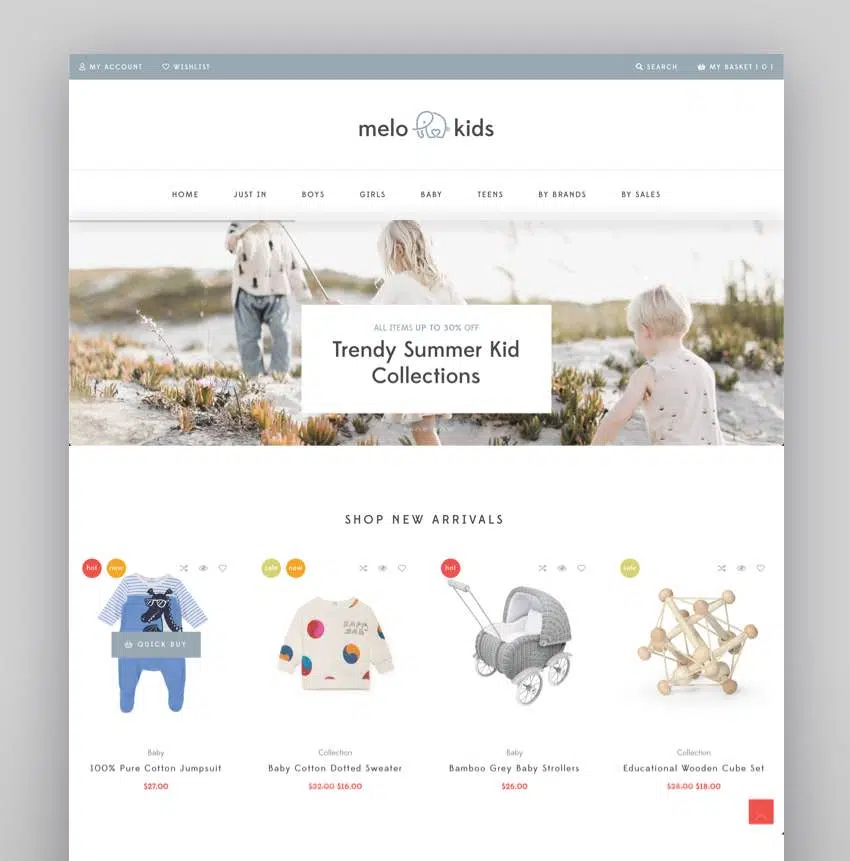 MY ACCOUNT WISHLIST SEARCH MY BASKET ( 0 )
melo kids
HOME JUST IN BOYS GIRLS BABY TEENS BY BRANDS BY SALES
ALL ITEMS UP TO 30% OFF
Trendy Summer Kid
Collections
SHOP NEW ARRIVALS
hot new sale new hot sale
QUICK BUY
Baby Collection Baby Collection
100% Pure Cotton Jumpsuit Baby Cotton Dotted Sweater Bamboo Grey Baby Strollers Educational Wooden Cube Set
$27.00 $32.00 $16.00 $26.00 $38.00 $18.00